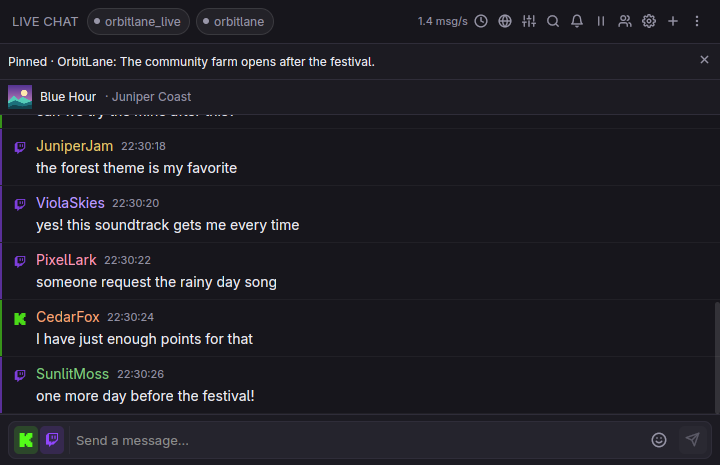 LIVE CHAT orbitlane_live orbitlane 1.4 msg/s
Pinned · OrbitLane: The community farm opens after the festival.
Blue Hour · Juniper Coast
JuniperJam 22:30:18
the forest theme is my favorite
ViolaSkies 22:30:20
yes! this soundtrack gets me every time
PixelLark 22:30:22
someone request the rainy day song
CedarFox 22:30:24
I have just enough points for that
SunlitMoss 22:30:26
one more day before the festival!
Send a message...